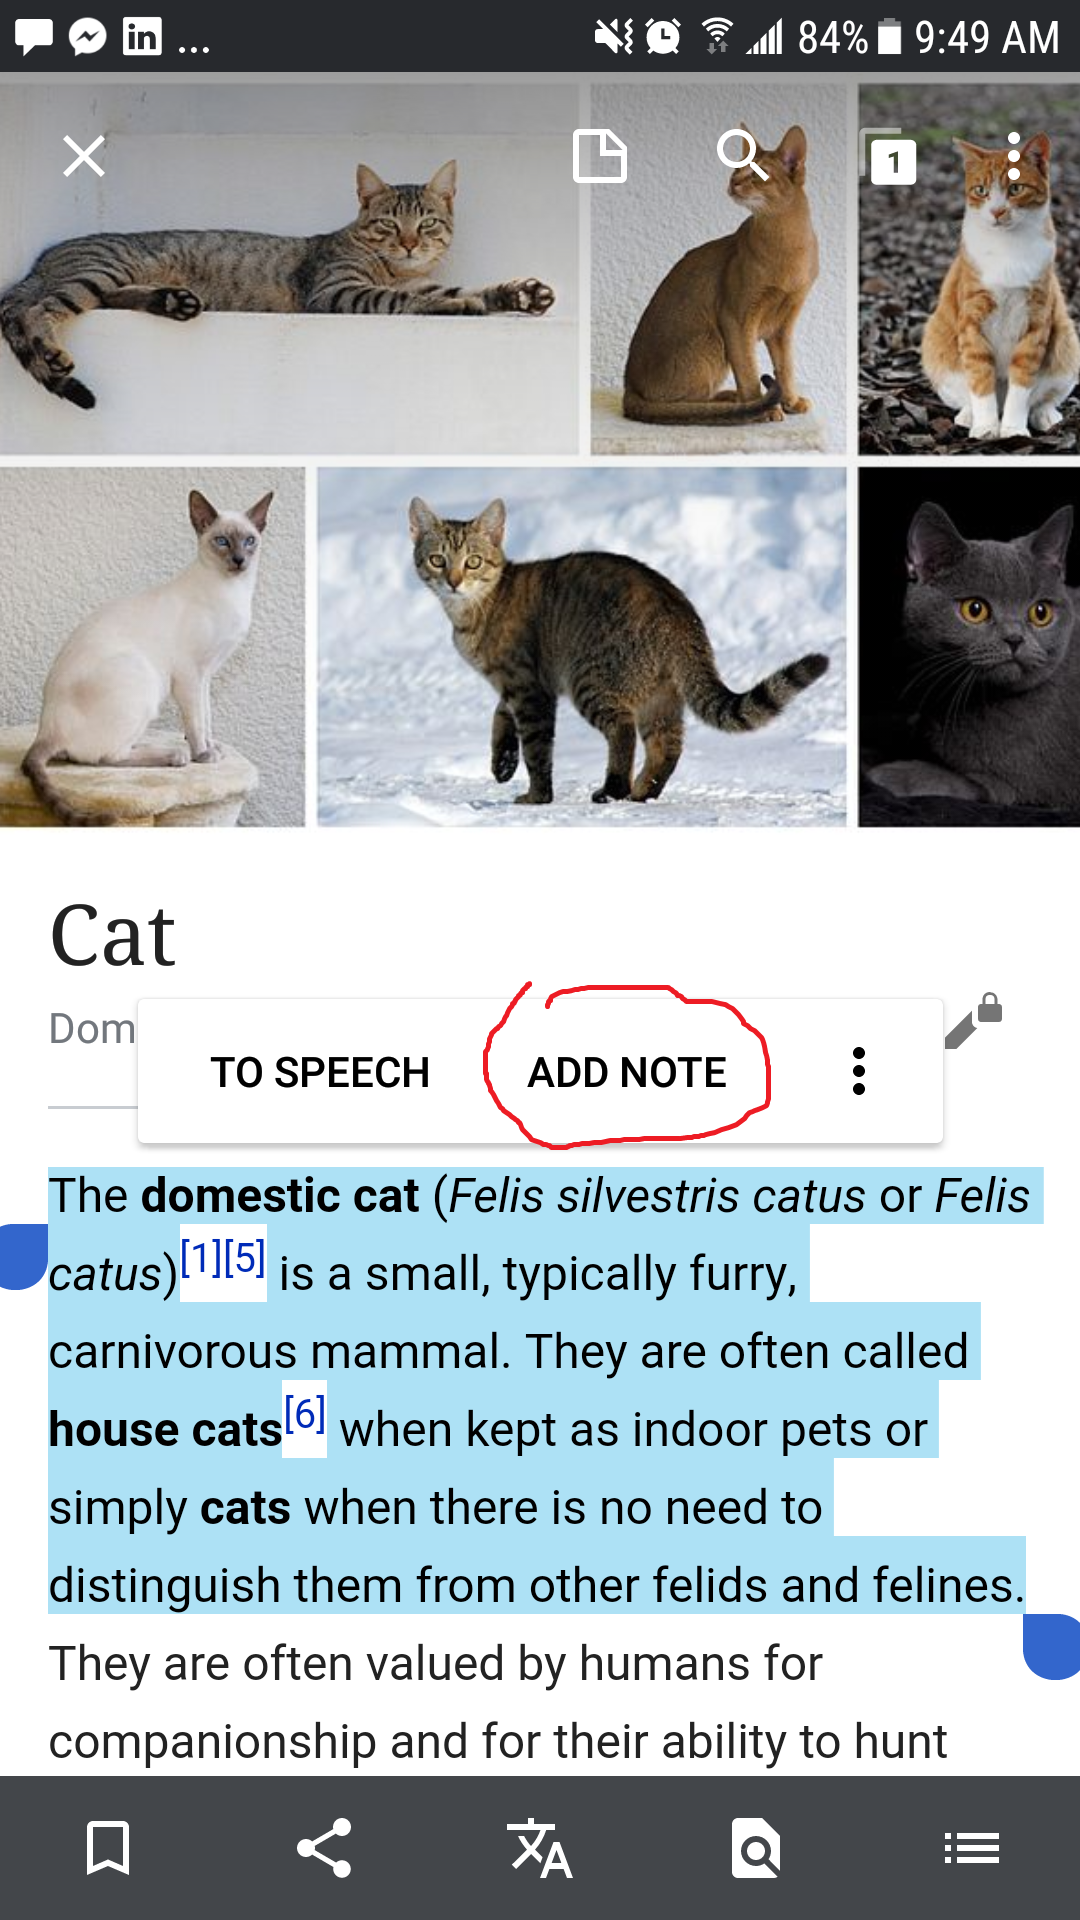 ... 84% 9:49 AM
1
Cat
Dom
TO SPEECH ADD NOTE
The domestic cat (Felis silvestris catus or Felis
catus)[1][5] is a small, typically furry,
carnivorous mammal. They are often called
house cats[6] when kept as indoor pets or
simply cats when there is no need to
distinguish them from other felids and felines.
They are often valued by humans for
companionship and for their ability to hunt